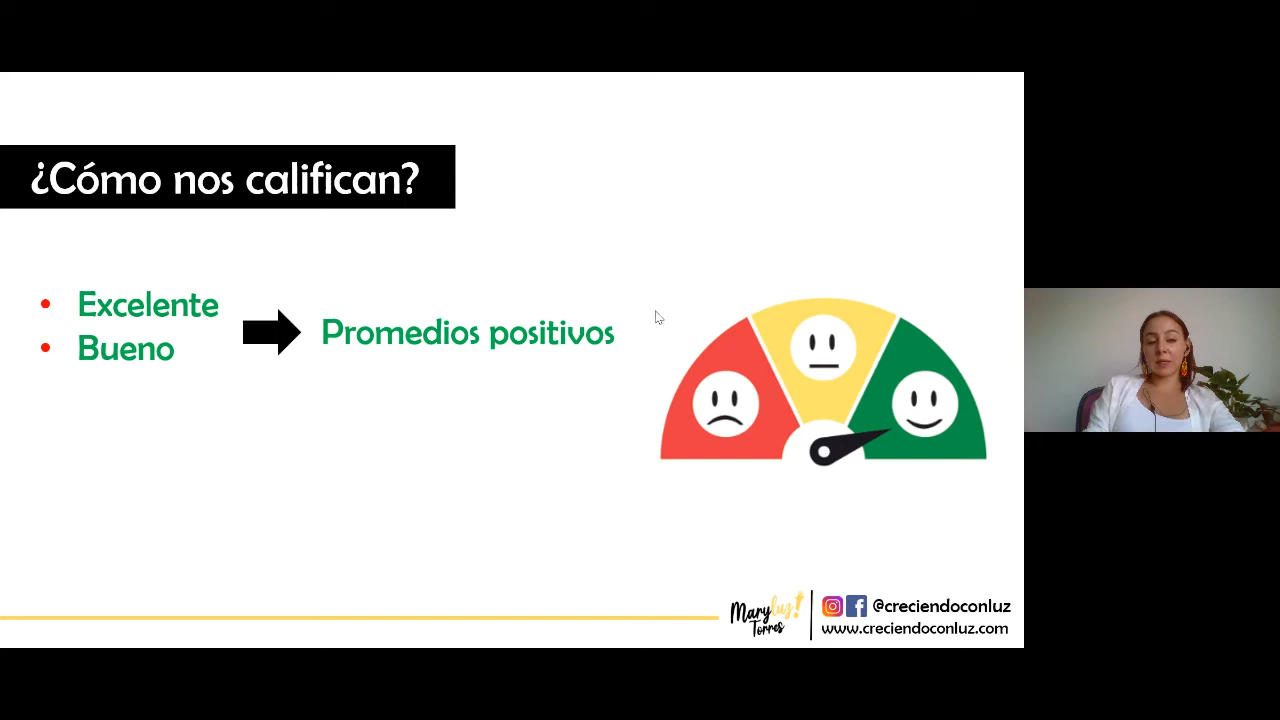 ¿Cómo nos califican?
Excelente
Bueno
Promedios positivos
Maryluz!
Torres
@creciendoconluz
www.creciendoconluz.com